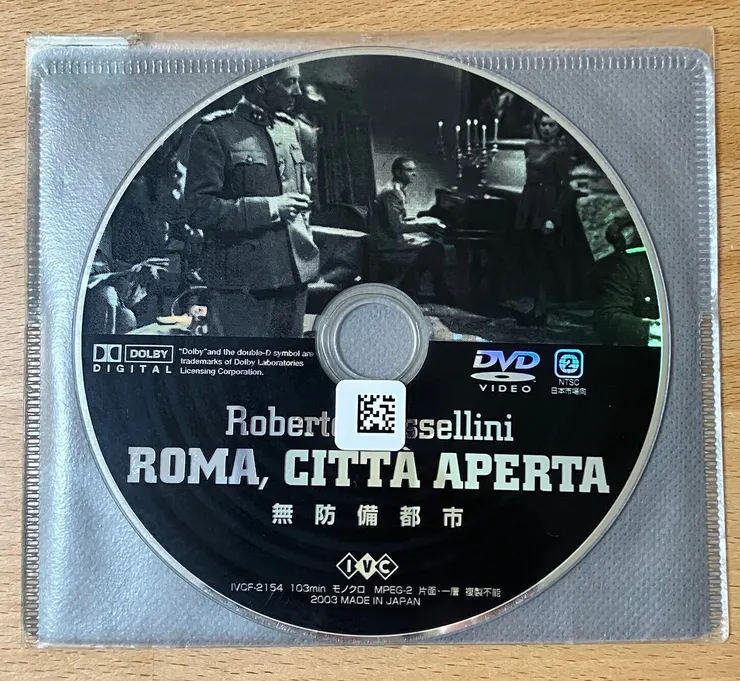 DOLBY
DIGITAL
"Dolby"and the double-D symbol are
trademarks of Dolby Laboratories
Licensing Corporation.
DVD
VIDEO
2
NTSC
日本市場向
Roberto ssellini
ROMA, CITTÀ APERTA
無防備都市
IVC
IVCF-2154 103min モノクロ MPEG-2 片面・一層 複製不能
2003 MADE IN JAPAN